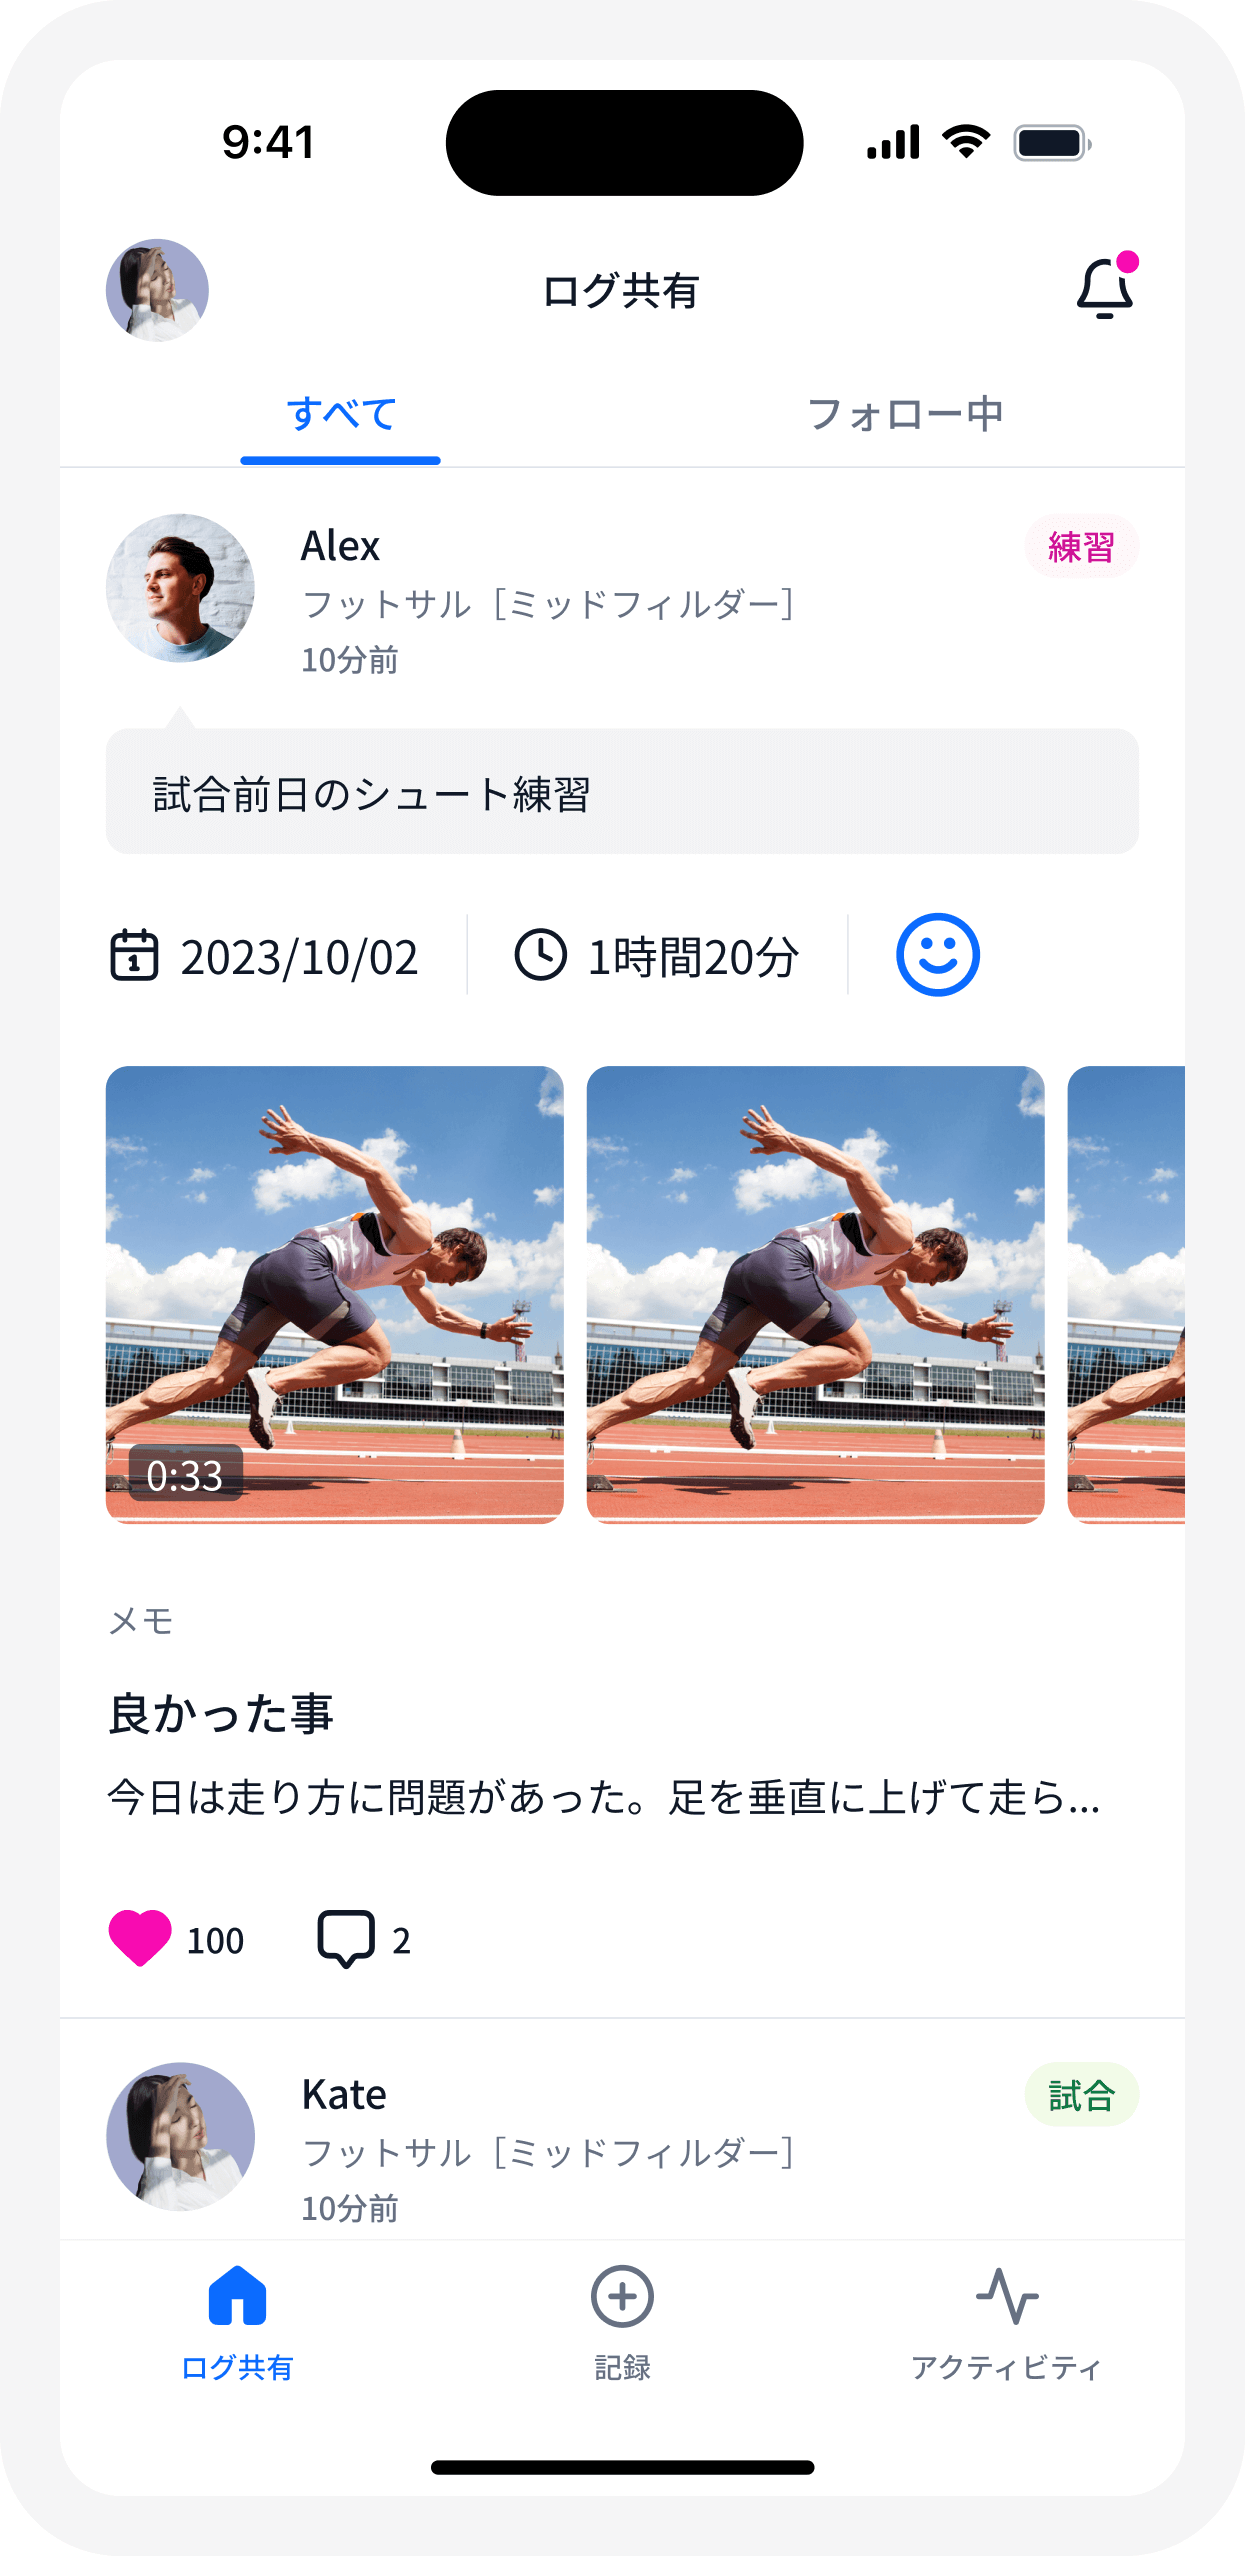 9:41
ログ共有
すべて
フォロー中
Alex
練習
フットサル［ミッドフィルダー］
10分前
試合前日のシュート練習
2023/10/02
1時間20分
0:33
メモ
良かった事
今日は走り方に問題があった。足を垂直に上げて走ら...
100
2
Kate
試合
フットサル［ミッドフィルダー］
10分前
ログ共有
記録
アクティビティ